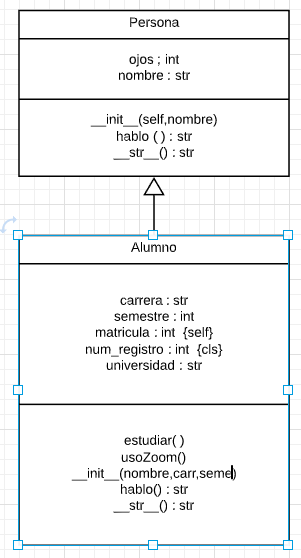 Persona
ojos ; int
nombre : str
__init__(self,nombre)
hablo ( ) : str
__str__() : str
Alumno
carrera : str
semestre : int
matricula : int {self}
num_registro : int {cls}
universidad : str
estudiar( )
usoZoom()
__init__(nombre,carr,seme)
hablo() : str
__str__() : str